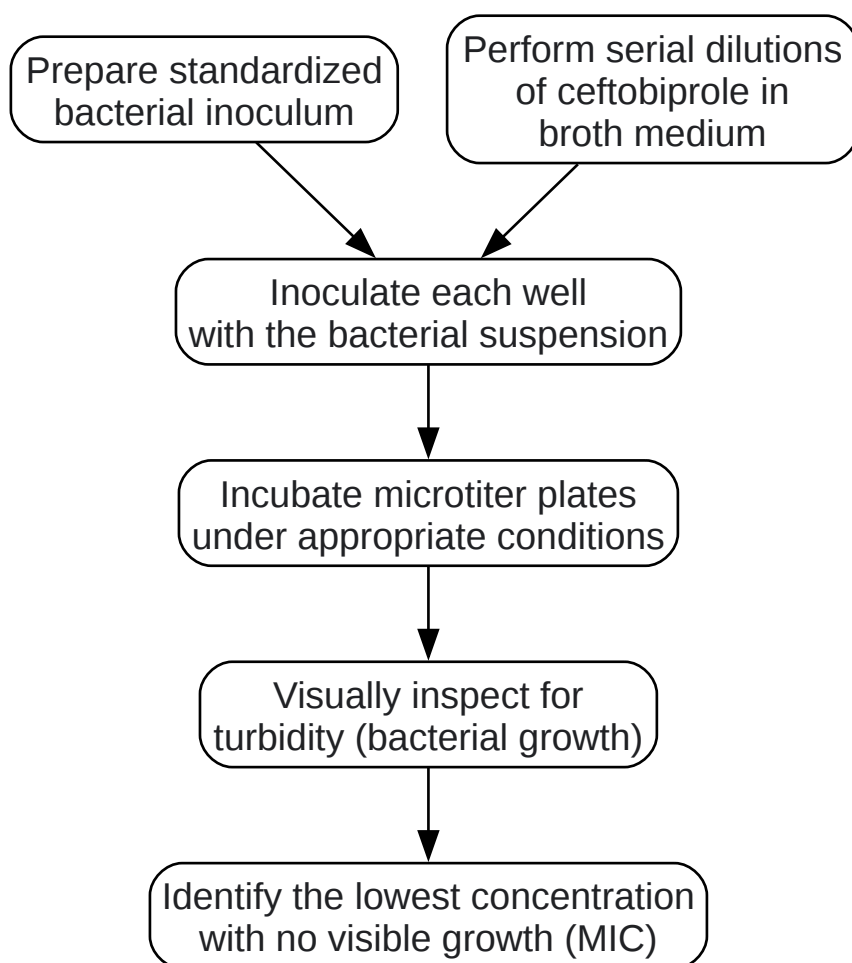 Prepare standardized
bacterial inoculum
Perform serial dilutions
of ceftobiprole in
broth medium
Inoculate each well
with the bacterial suspension
Incubate microtiter plates
under appropriate conditions
Visually inspect for
turbidity (bacterial growth)
Identify the lowest concentration
with no visible growth (MIC)